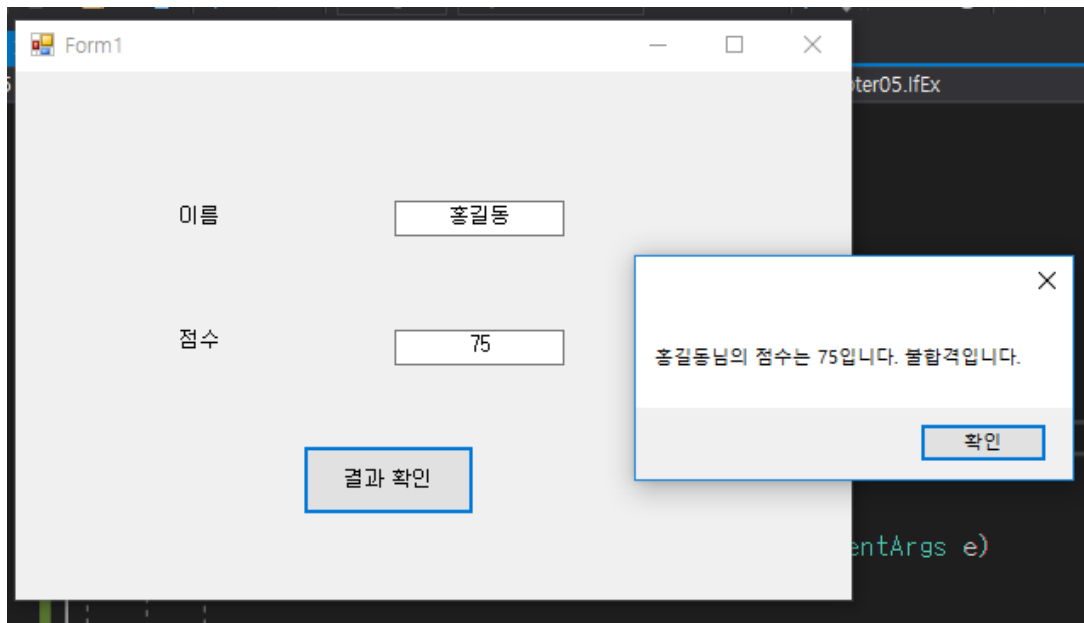 Form1
pter05.IfEx
이름
홍길동
점수
75
홍길동님의 점수는 75입니다. 불합격입니다.
확인
결과 확인
entArgs e)